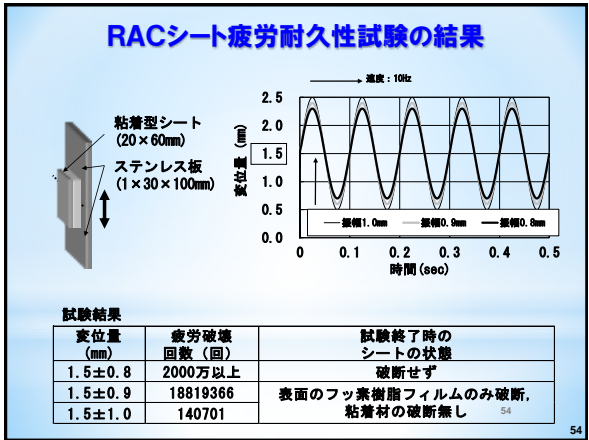 RACシート疲労耐久性試験の結果
速度：10Hz
粘着型シート
(20×60mm)
ステンレス板
(1×30×100mm)
変位量 (mm)
2.5
2.0
1.5
1.0
0.5
0.0
振幅1.0mm 振幅0.9mm 振幅0.8mm
0 0.1 0.2 0.3 0.4 0.5
時間(sec)
試験結果
変位量
(mm)
疲労破壊
回数（回）
試験終了時の
シートの状態
1.5±0.8 2000万以上 破断せず
1.5±0.9 18819366
1.5±1.0 140701
表面のフッ素樹脂フィルムのみ破断,
粘着材の破断無し
54
54